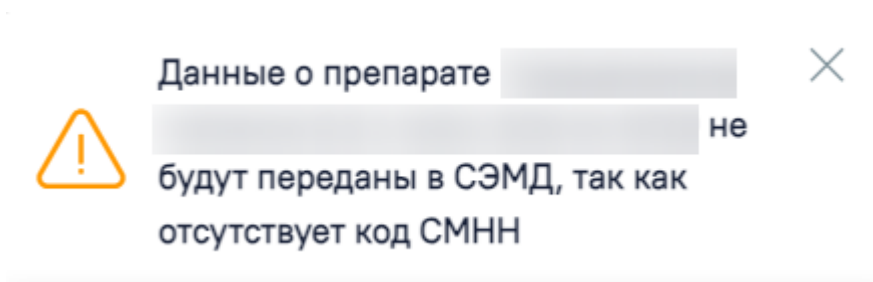 Данные о препарате
не
будут переданы в СЭМД, так как
отсутствует код СМНН